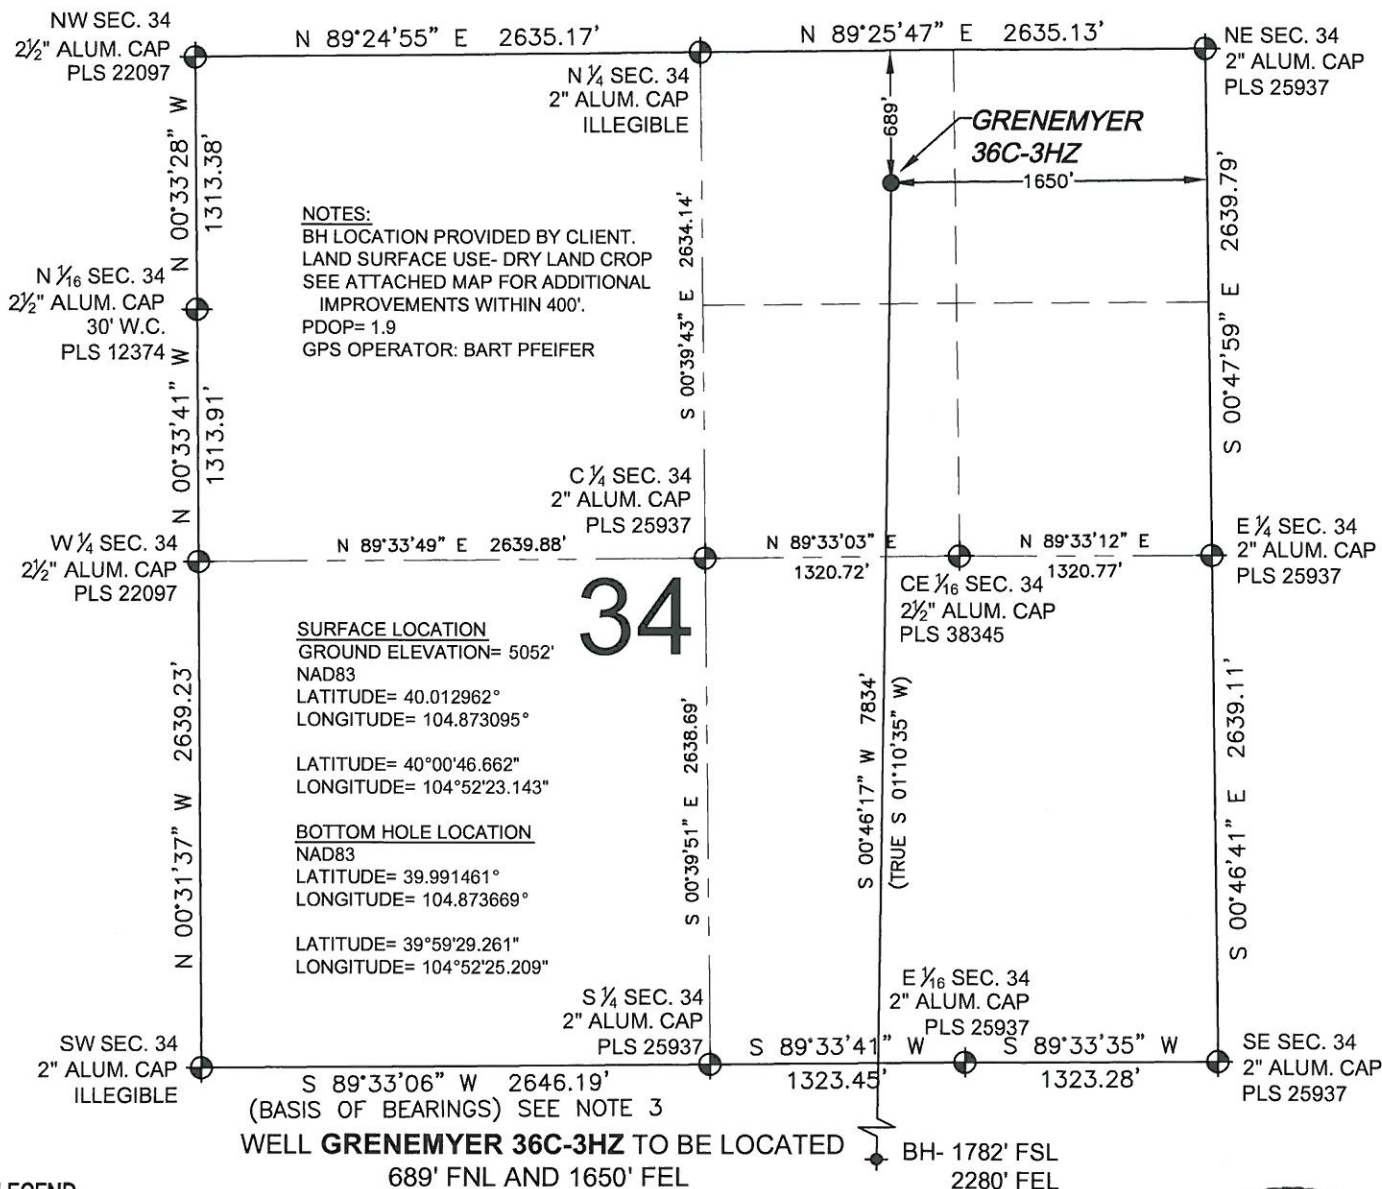 NW SEC. 34
2½" ALUM. CAP
PLS 22097
N 89°24'55" E 2635.17'
N ¼ SEC. 34
2" ALUM. CAP
ILLEGIBLE
N 89°25'47" E 2635.13'
NE SEC. 34
2" ALUM. CAP
PLS 25937
N 00°33'28" W
1313.38'
689'
GRENEMYER
36C-3HZ
1650'
2639.79'
S 00°47'59" E
NOTES:
BH LOCATION PROVIDED BY CLIENT.
LAND SURFACE USE- DRY LAND CROP
SEE ATTACHED MAP FOR ADDITIONAL
IMPROVEMENTS WITHIN 400'.
PDOP= 1.9
GPS OPERATOR: BART PFEIFER
S 00°39'43" E 2634.14'
N 1⁄16 SEC. 34
2½" ALUM. CAP
30' W.C.
PLS 12374
N 00°33'41" W
1313.91'
C ¼ SEC. 34
2" ALUM. CAP
PLS 25937
W ¼ SEC. 34
2½" ALUM. CAP
PLS 22097
N 89°33'49" E 2639.88'
N 89°33'03" E
1320.72'
N 89°33'12" E
1320.77'
E ¼ SEC. 34
2" ALUM. CAP
PLS 25937
CE 1⁄16 SEC. 34
2½" ALUM. CAP
PLS 38345
34
SURFACE LOCATION
GROUND ELEVATION= 5052'
NAD83
LATITUDE= 40.012962°
LONGITUDE= 104.873095°
LATITUDE= 40°00'46.662"
LONGITUDE= 104°52'23.143"
BOTTOM HOLE LOCATION
NAD83
LATITUDE= 39.991461°
LONGITUDE= 104.873669°
LATITUDE= 39°59'29.261"
LONGITUDE= 104°52'25.209"
N 00°31'37" W 2639.23'
S 00°39'51" E 2638.69'
S 00°46'17" W 7834'
(TRUE S 01°10'35" W)
S 00°46'41" E 2639.11'
SW SEC. 34
2" ALUM. CAP
ILLEGIBLE
S ¼ SEC. 34
2" ALUM. CAP
PLS 25937
E 1⁄16 SEC. 34
2" ALUM. CAP
PLS 25937
SE SEC. 34
2" ALUM. CAP
PLS 25937
S 89°33'06" W 2646.19'
(BASIS OF BEARINGS) SEE NOTE 3
S 89°33'41" W
1323.45'
S 89°33'35" W
1323.28'
WELL GRENEMYER 36C-3HZ TO BE LOCATED
689' FNL AND 1650' FEL
BH- 1782' FSL
2280' FEL
LEGEND